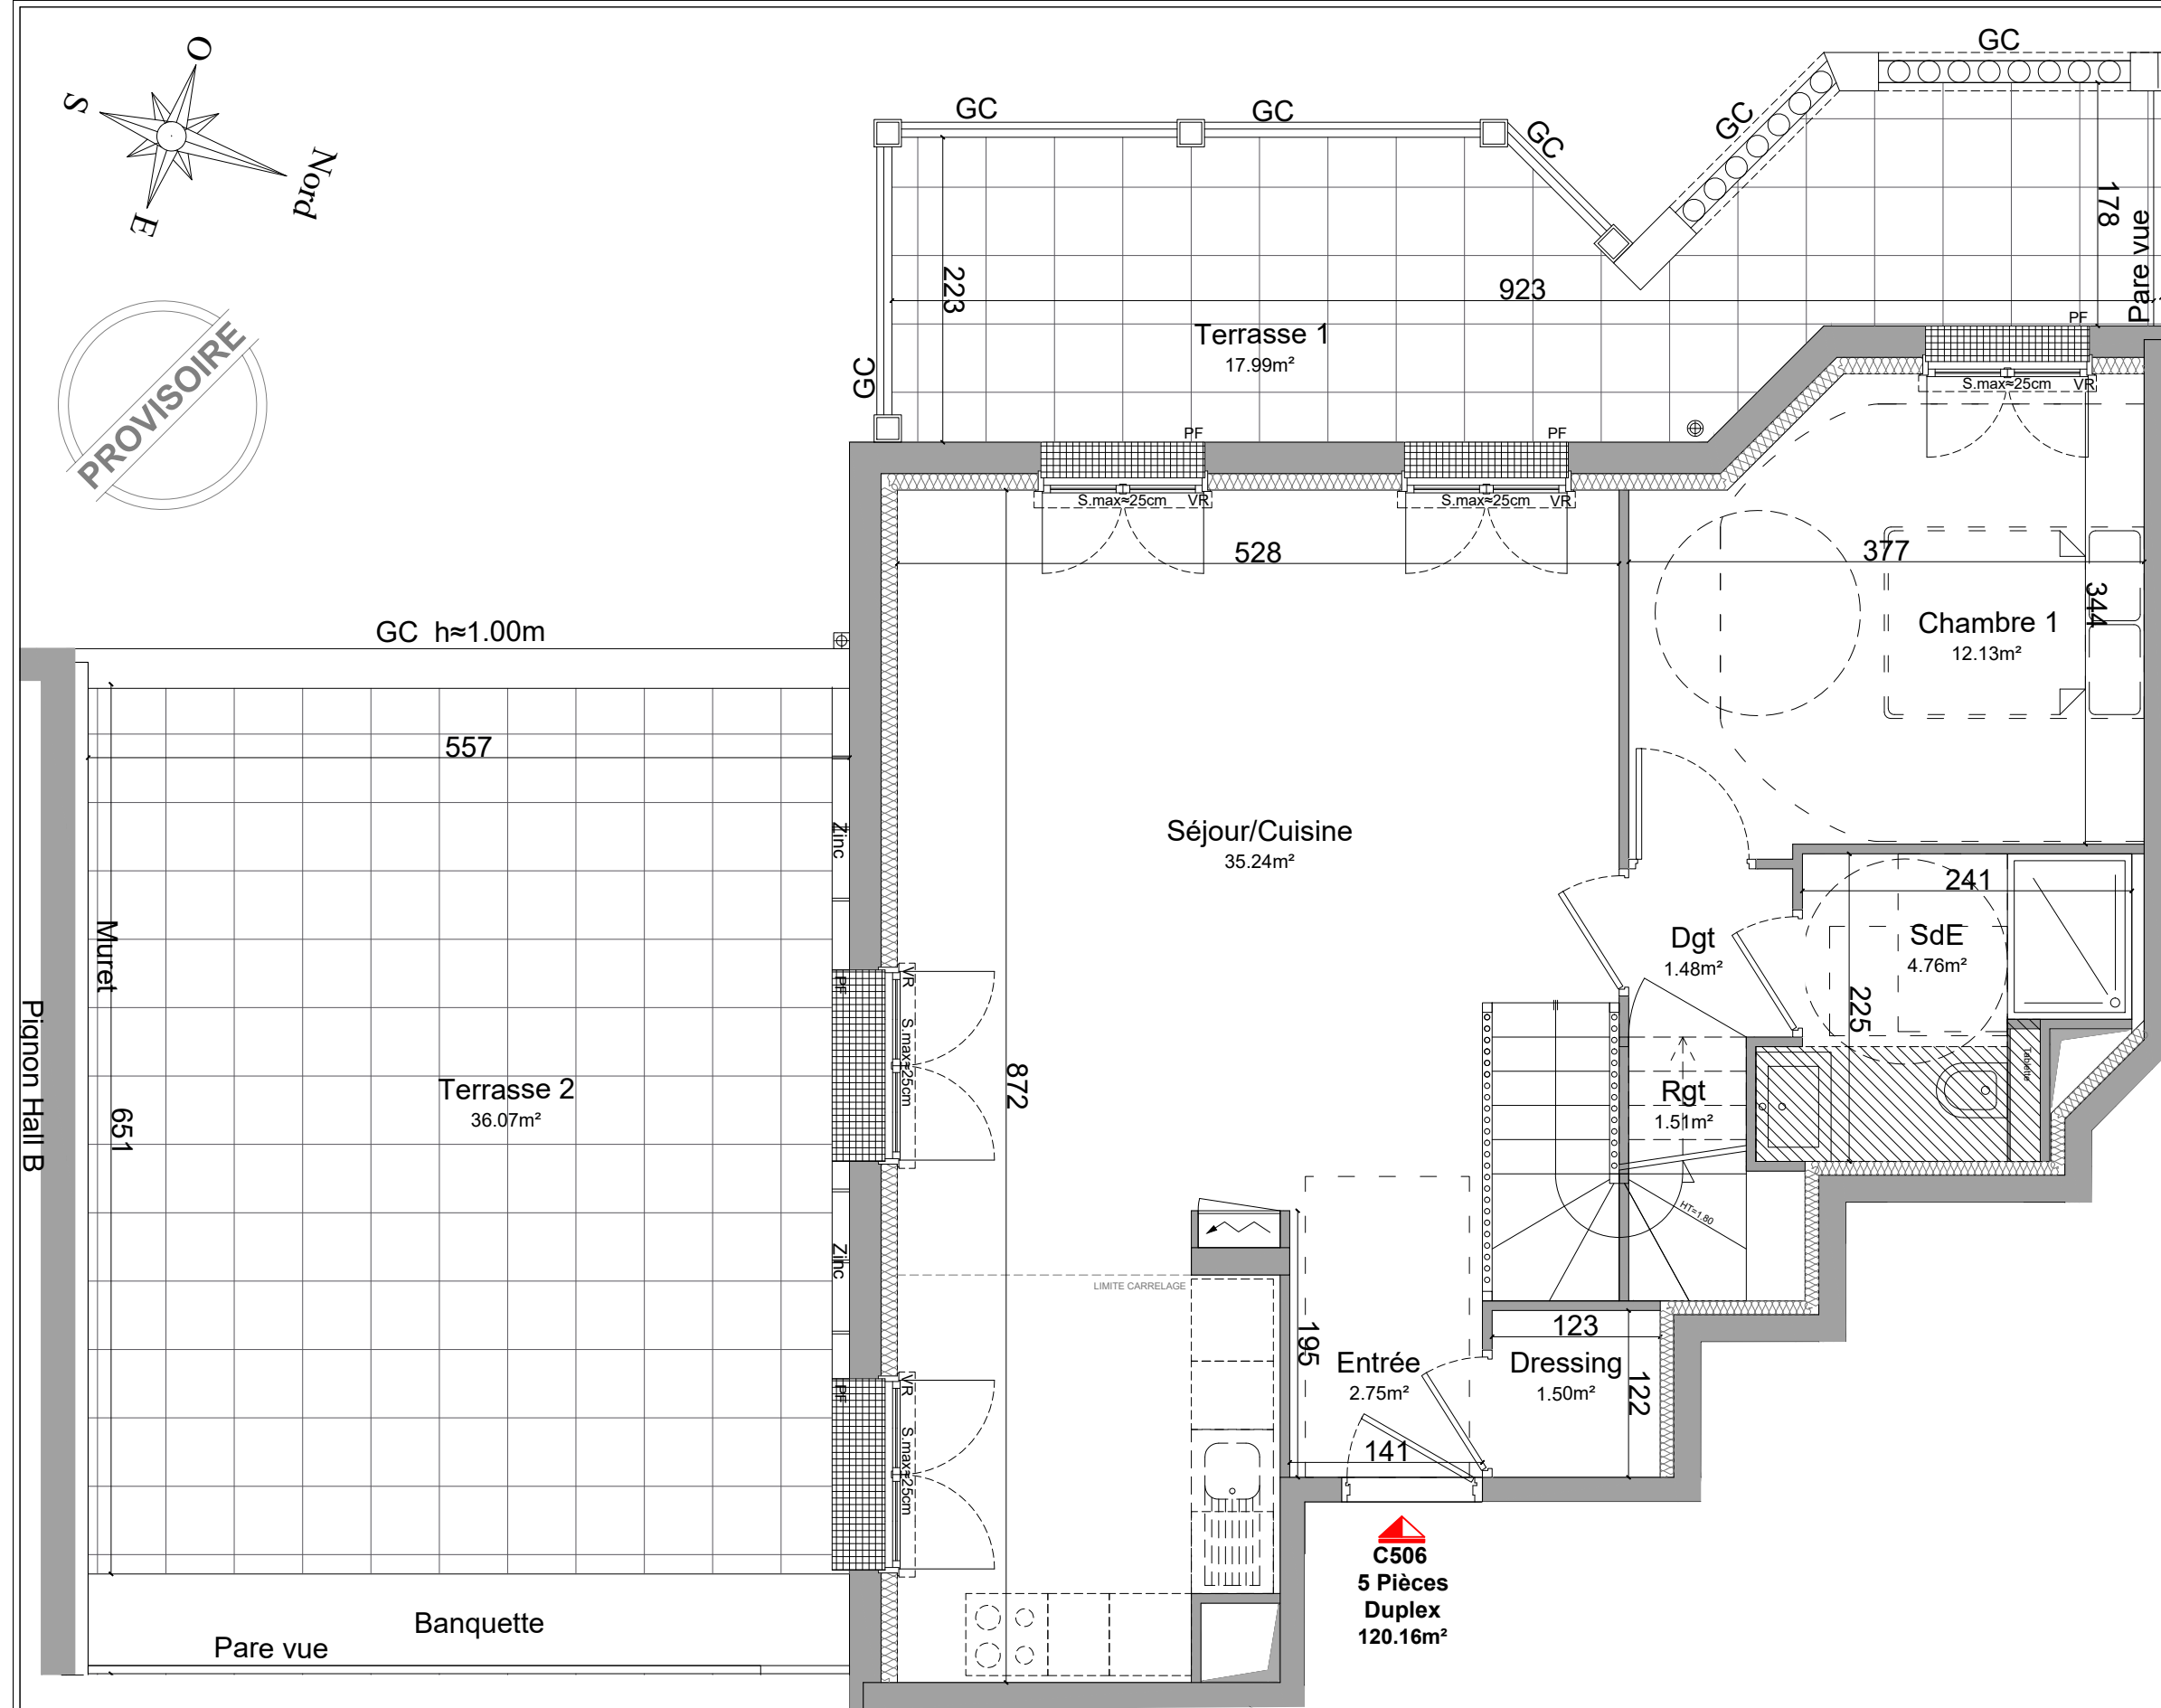 GC
O
GC
GC
GC
GC
S
Nord
E
178
Pare vue
223
923
PROVISOIRE
Terrasse 1
17.99m²
GC
PF
S.max≈25cm
VR
PF
PF
S.max≈25cm
VR
S.max≈25cm
VR
528
377
344
Chambre 1
12.13m²
GC h≈1.00m
557
Zinc
Séjour/Cuisine
35.24m²
241
Muret
Dgt
1.48m²
SdE
4.76m²
PF
VR
S.max≈25cm
225
Pignon Hall B
872
Tablette
Terrasse 2
36.07m²
651
Rgt
1.51m²
HT=1.80
Zinc
LIMITE CARRELAGE
195
123
Entrée
2.75m²
Dressing
1.50m²
122
PF
VR
S.max≈25cm
141
C506
5 Pièces
Duplex
120.16m²
Banquette
Pare vue